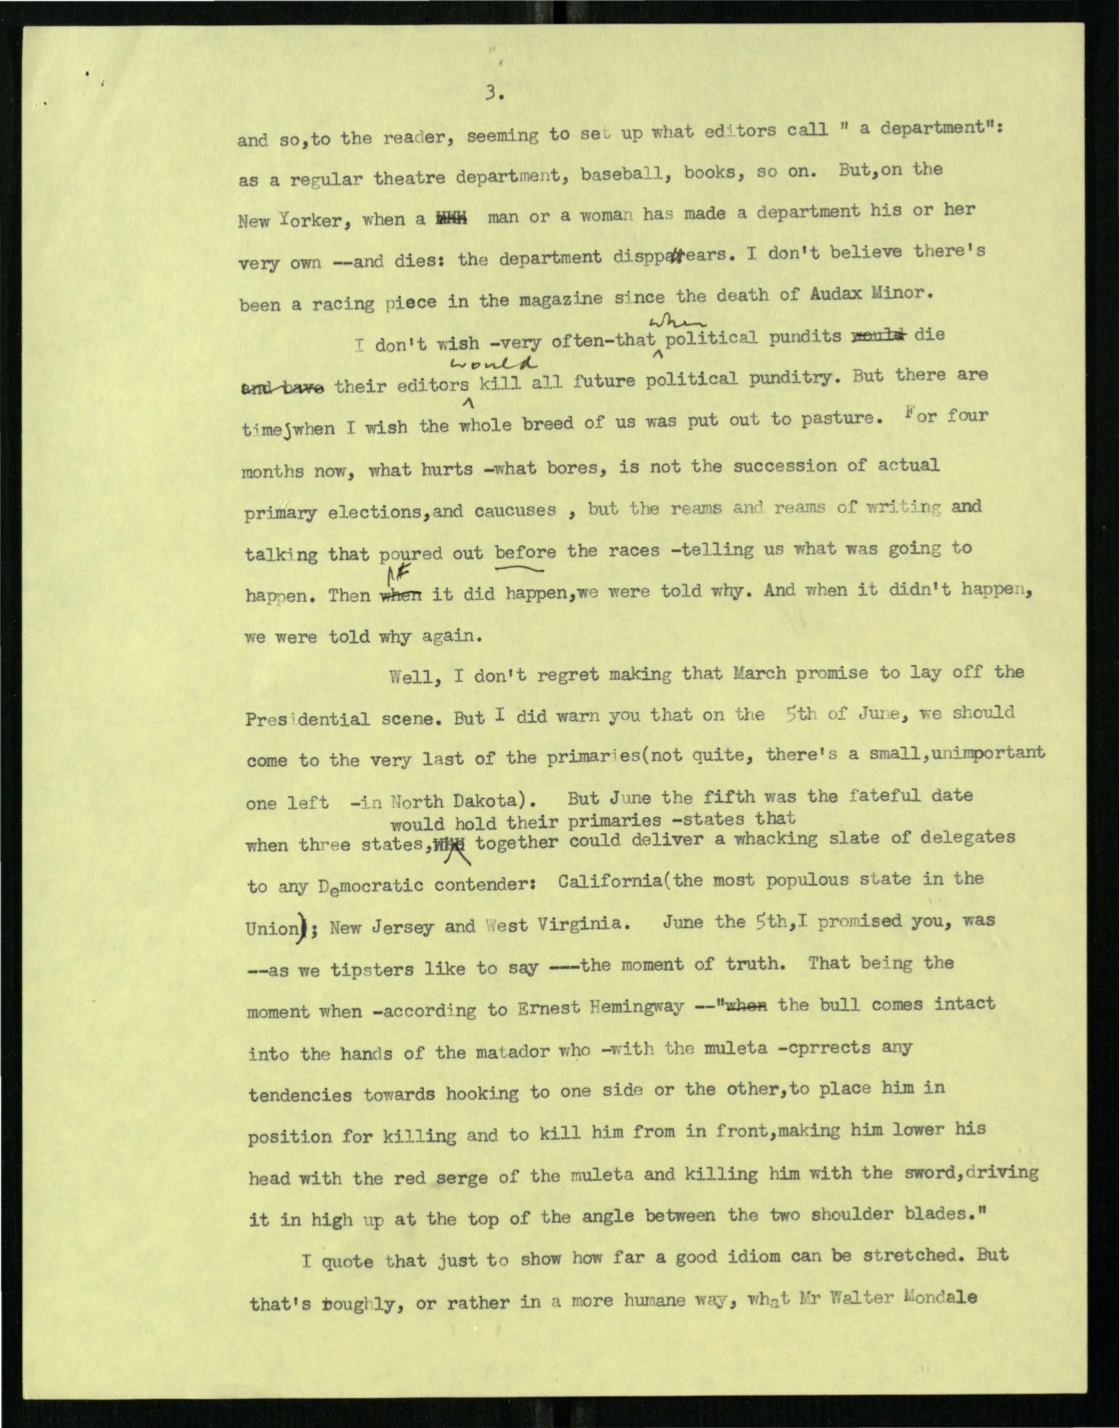 3.
and so,to the reader, seeming to set up what editors call " a department":
as a regular theatre department, baseball, books, so on. But,on the
New Yorker, when a man or a woman has made a department his or her
very own --and dies: the department disppattears. I don't believe there's
been a racing piece in the magazine since the death of Audax Minor.
when
I don't wish -very often-that political pundits would die
would
and have their editors kill all future political punditry. But there are
time}when I wish the whole breed of us was put out to pasture. For four
months now, what hurts -what bores, is not the succession of actual
primary elections,and caucuses , but the reams and reams of writing and
talking that poured out before the races -telling us what was going to
happen. Then when it did happen,we were told why. And when it didn't happen,
we were told why again.
Well, I don't regret making that March promise to lay off the
Presidential scene. But I did warn you that on the 5th of June, we should
come to the very last of the primaries(not quite, there's a small,unimportant
one left -in North Dakota). But June the fifth was the fateful date
would hold their primaries -states that
when three states, together could deliver a whacking slate of delegates
to any Democratic contender: California(the most populous state in the
Union); New Jersey and West Virginia. June the 5th,I promised you, was
--as we tipsters like to say ---the moment of truth. That being the
moment when -according to Ernest Hemingway --"when the bull comes intact
into the hands of the matador who -with the muleta -cprrects any
tendencies towards hooking to one side or the other,to place him in
position for killing and to kill him from in front,making him lower his
head with the red serge of the muleta and killing him with the sword,driving
it in high up at the top of the angle between the two shoulder blades."
I quote that just to show how far a good idiom can be stretched. But
that's roughly, or rather in a more humane way, what Mr Walter Mondale